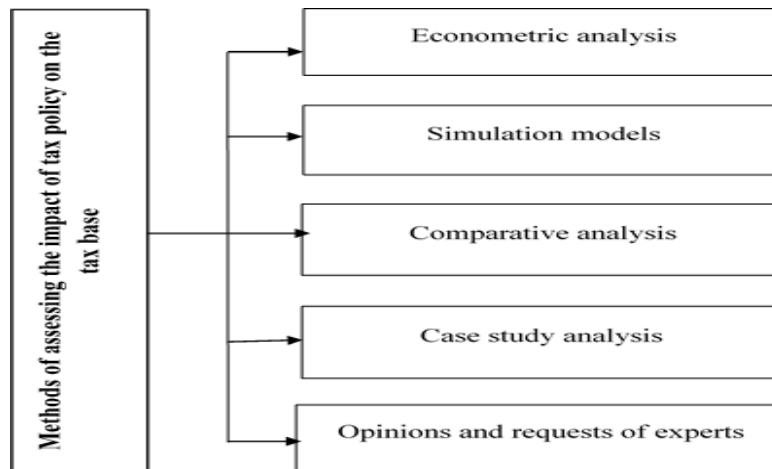 Methods of assessing the impact of tax policy on the
tax base
Econometric analysis
Simulation models
Comparative analysis
Case study analysis
Opinions and requests of experts